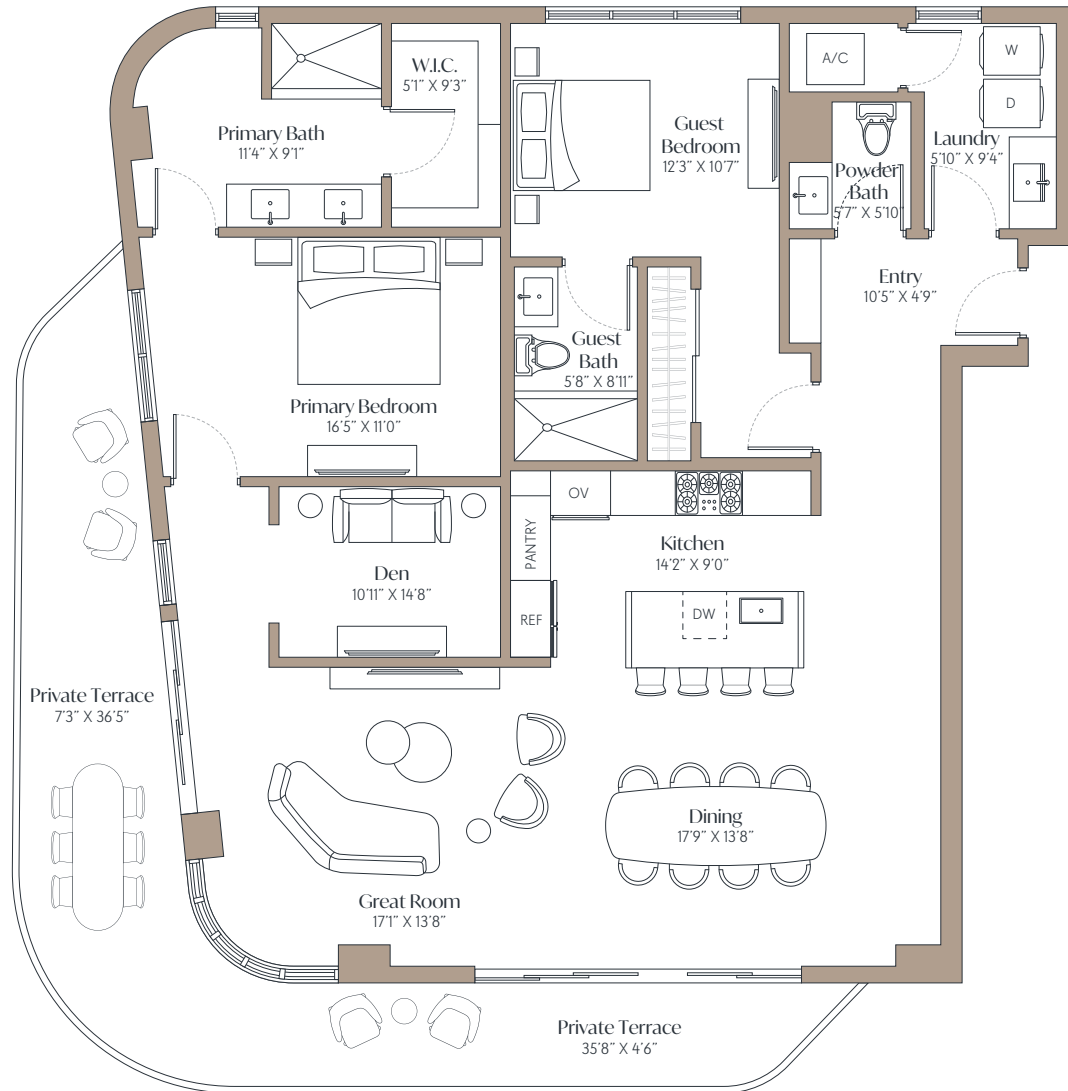 W.I.C.
5'1" X 9'3"
A/C
W
D
Primary Bath
11'4" X 9'1"
Guest
Bedroom
12'3" X 10'7"
Laundry
5'10" X 9'4"
Powder
Bath
5'7" X 5'10"
Entry
10'5" X 4'9"
Guest
Bath
5'8" X 8'11"
Primary Bedroom
16'5" X 11'0"
OV
PANTRY
REF
Kitchen
14'2" X 9'0"
Den
10'11" X 14'8"
DW
Private Terrace
7'3" X 36'5"
Dining
17'9" X 13'8"
Great Room
17'1" X 13'8"
Private Terrace
35'8" X 4'6"